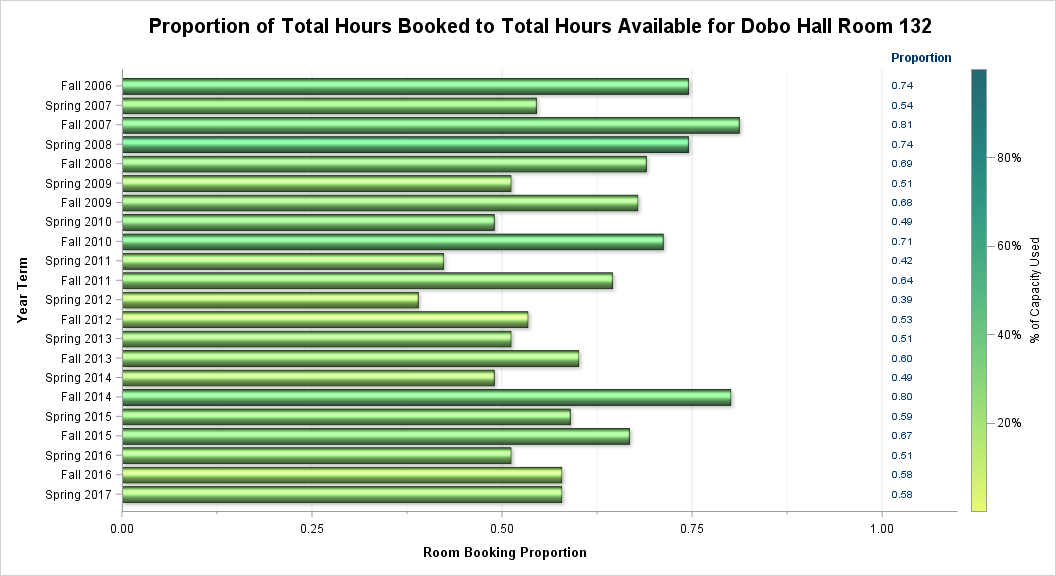 Proportion of Total Hours Booked to Total Hours Available for Dobo Hall Room 132
Proportion
Fall 2006 0.74
Spring 2007 0.54
Fall 2007 0.81
Spring 2008 0.74
Fall 2008 0.69
Spring 2009 0.51
Fall 2009 0.68
Spring 2010 0.49
Fall 2010 0.71
Spring 2011 0.42
Fall 2011 0.64
Spring 2012 0.39
Fall 2012 0.53
Spring 2013 0.51
Fall 2013 0.60
Spring 2014 0.49
Fall 2014 0.80
Spring 2015 0.59
Fall 2015 0.67
Spring 2016 0.51
Fall 2016 0.58
Spring 2017 0.58
Year Term
0.00 0.25 0.50 0.75 1.00
Room Booking Proportion
80%
60%
40%
20%
% of Capacity Used